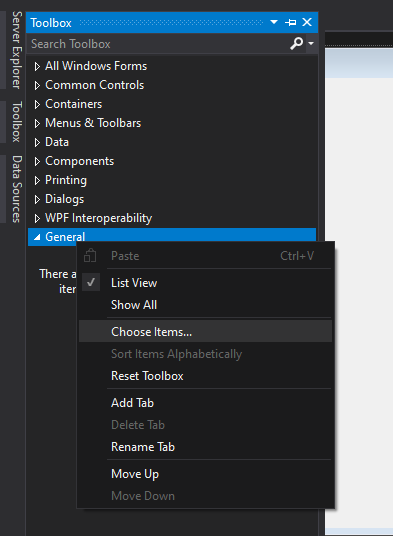 Server Explorer
Toolbox
Data Sources
Toolbox
Search Toolbox
All Windows Forms
Common Controls
Containers
Menus & Toolbars
Data
Components
Printing
Dialogs
WPF Interoperability
General
There a
iter
Paste Ctrl+V
List View
Show All
Choose Items...
Sort Items Alphabetically
Reset Toolbox
Add Tab
Delete Tab
Rename Tab
Move Up
Move Down